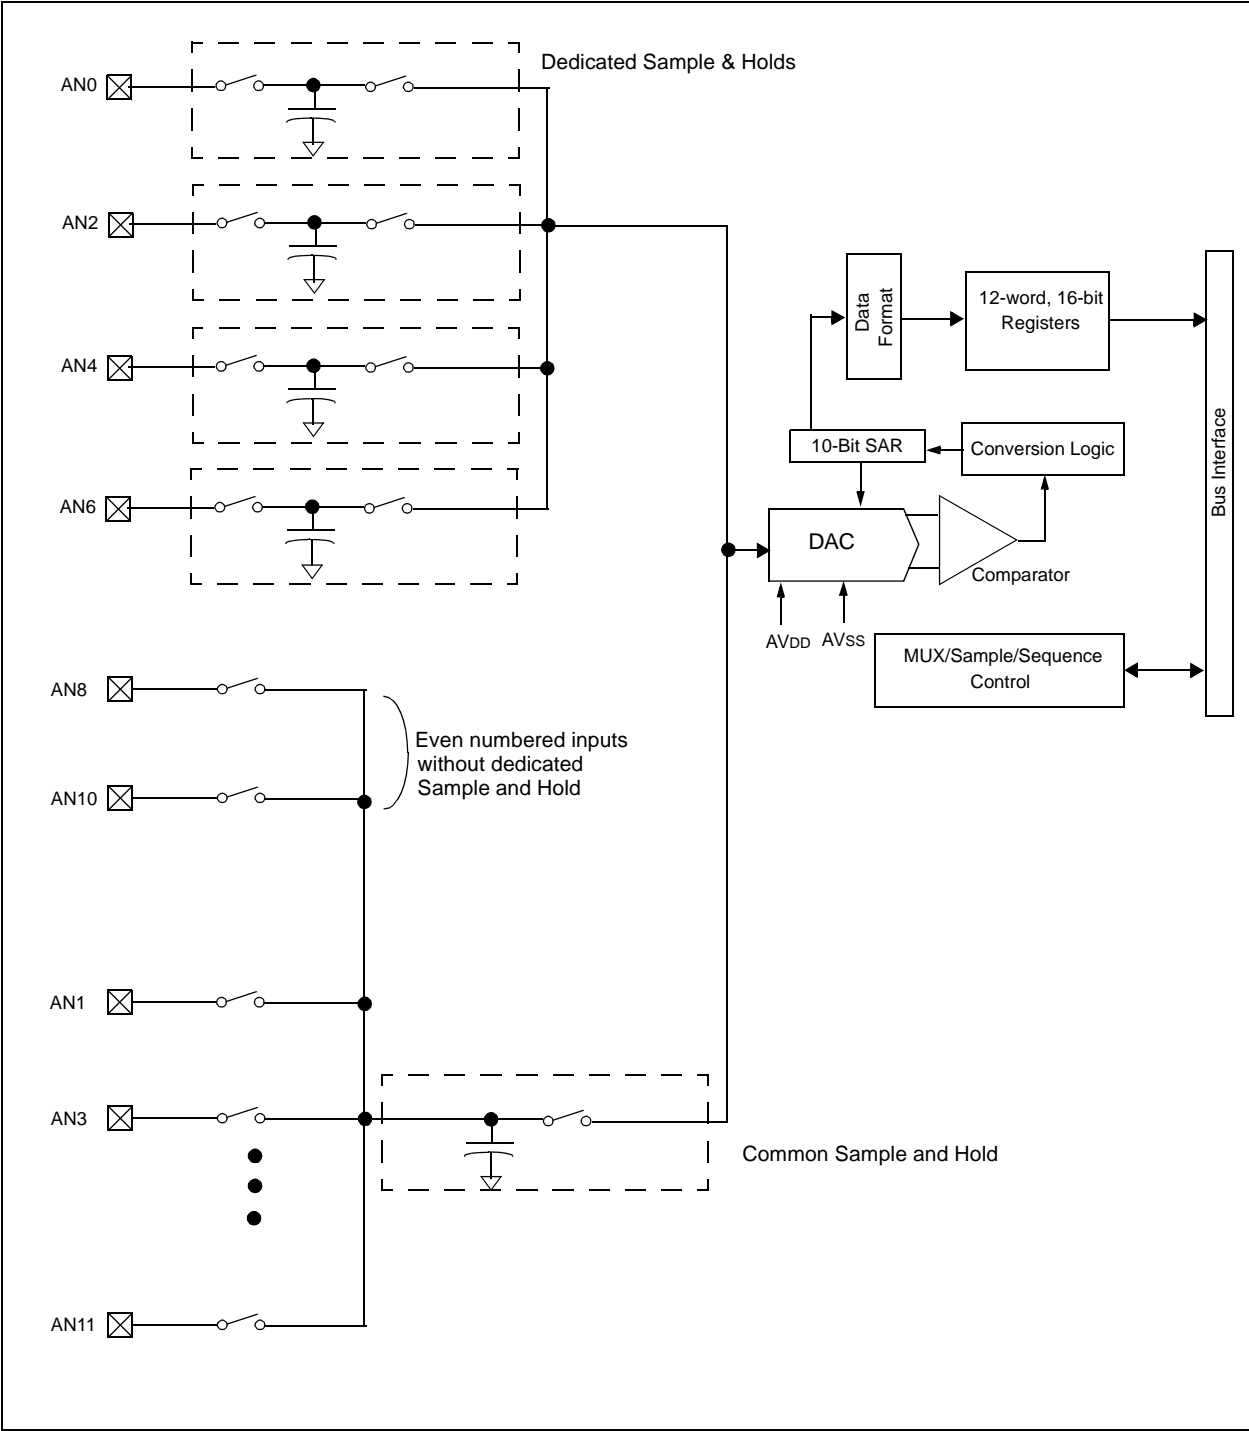 Dedicated Sample & Holds
AN0
AN2
AN4
AN6
Data
Format
12-word, 16-bit
Registers
10-Bit SAR
Conversion Logic
Bus Interface
DAC
Comparator
AVDD
AVSS
MUX/Sample/Sequence
Control
AN8
Even numbered inputs
without dedicated
Sample and Hold
AN10
AN1
AN3
Common Sample and Hold
AN11